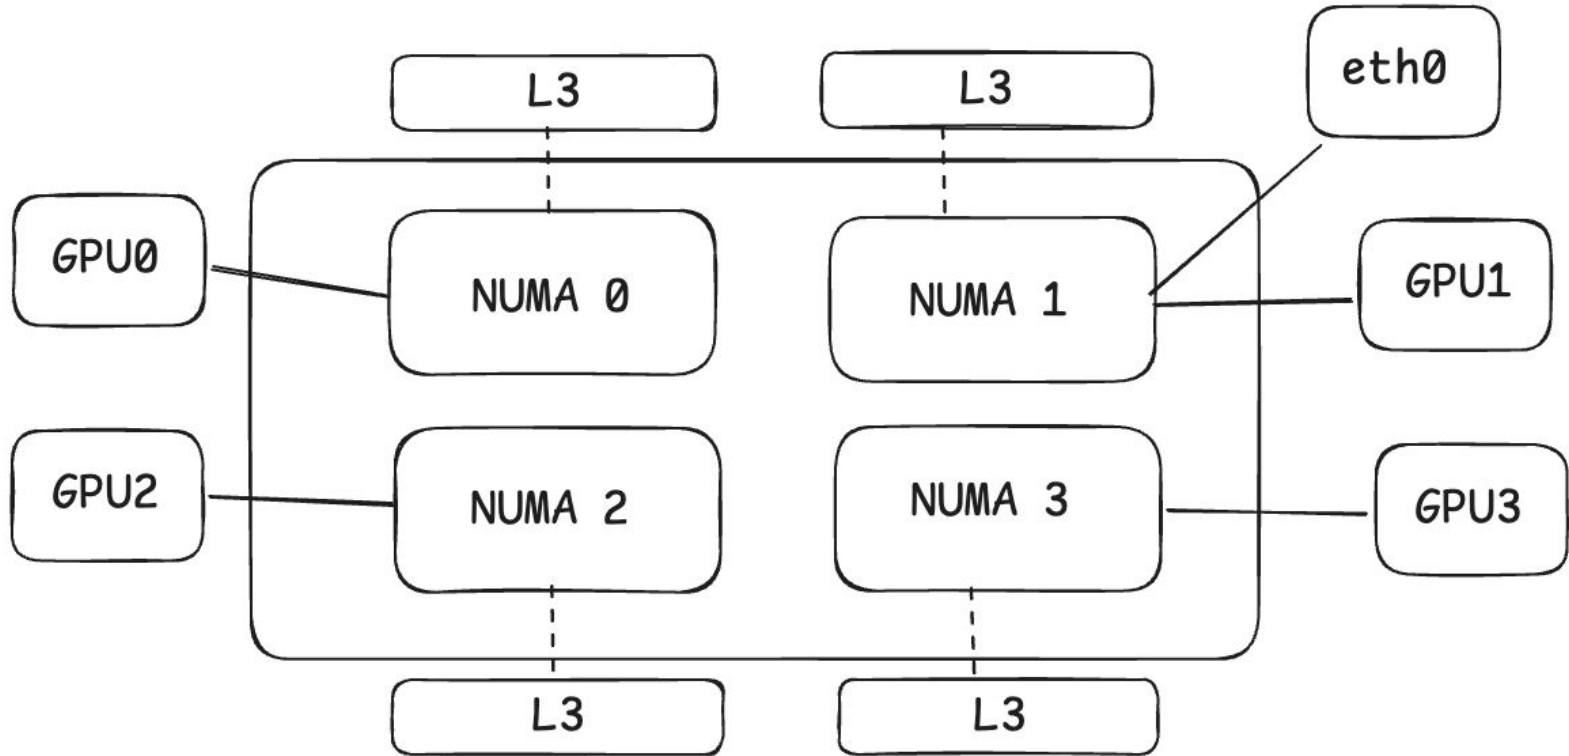 L3
L3
eth0
GPU0
NUMA 0
NUMA 1
GPU1
GPU2
NUMA 2
NUMA 3
GPU3
L3
L3